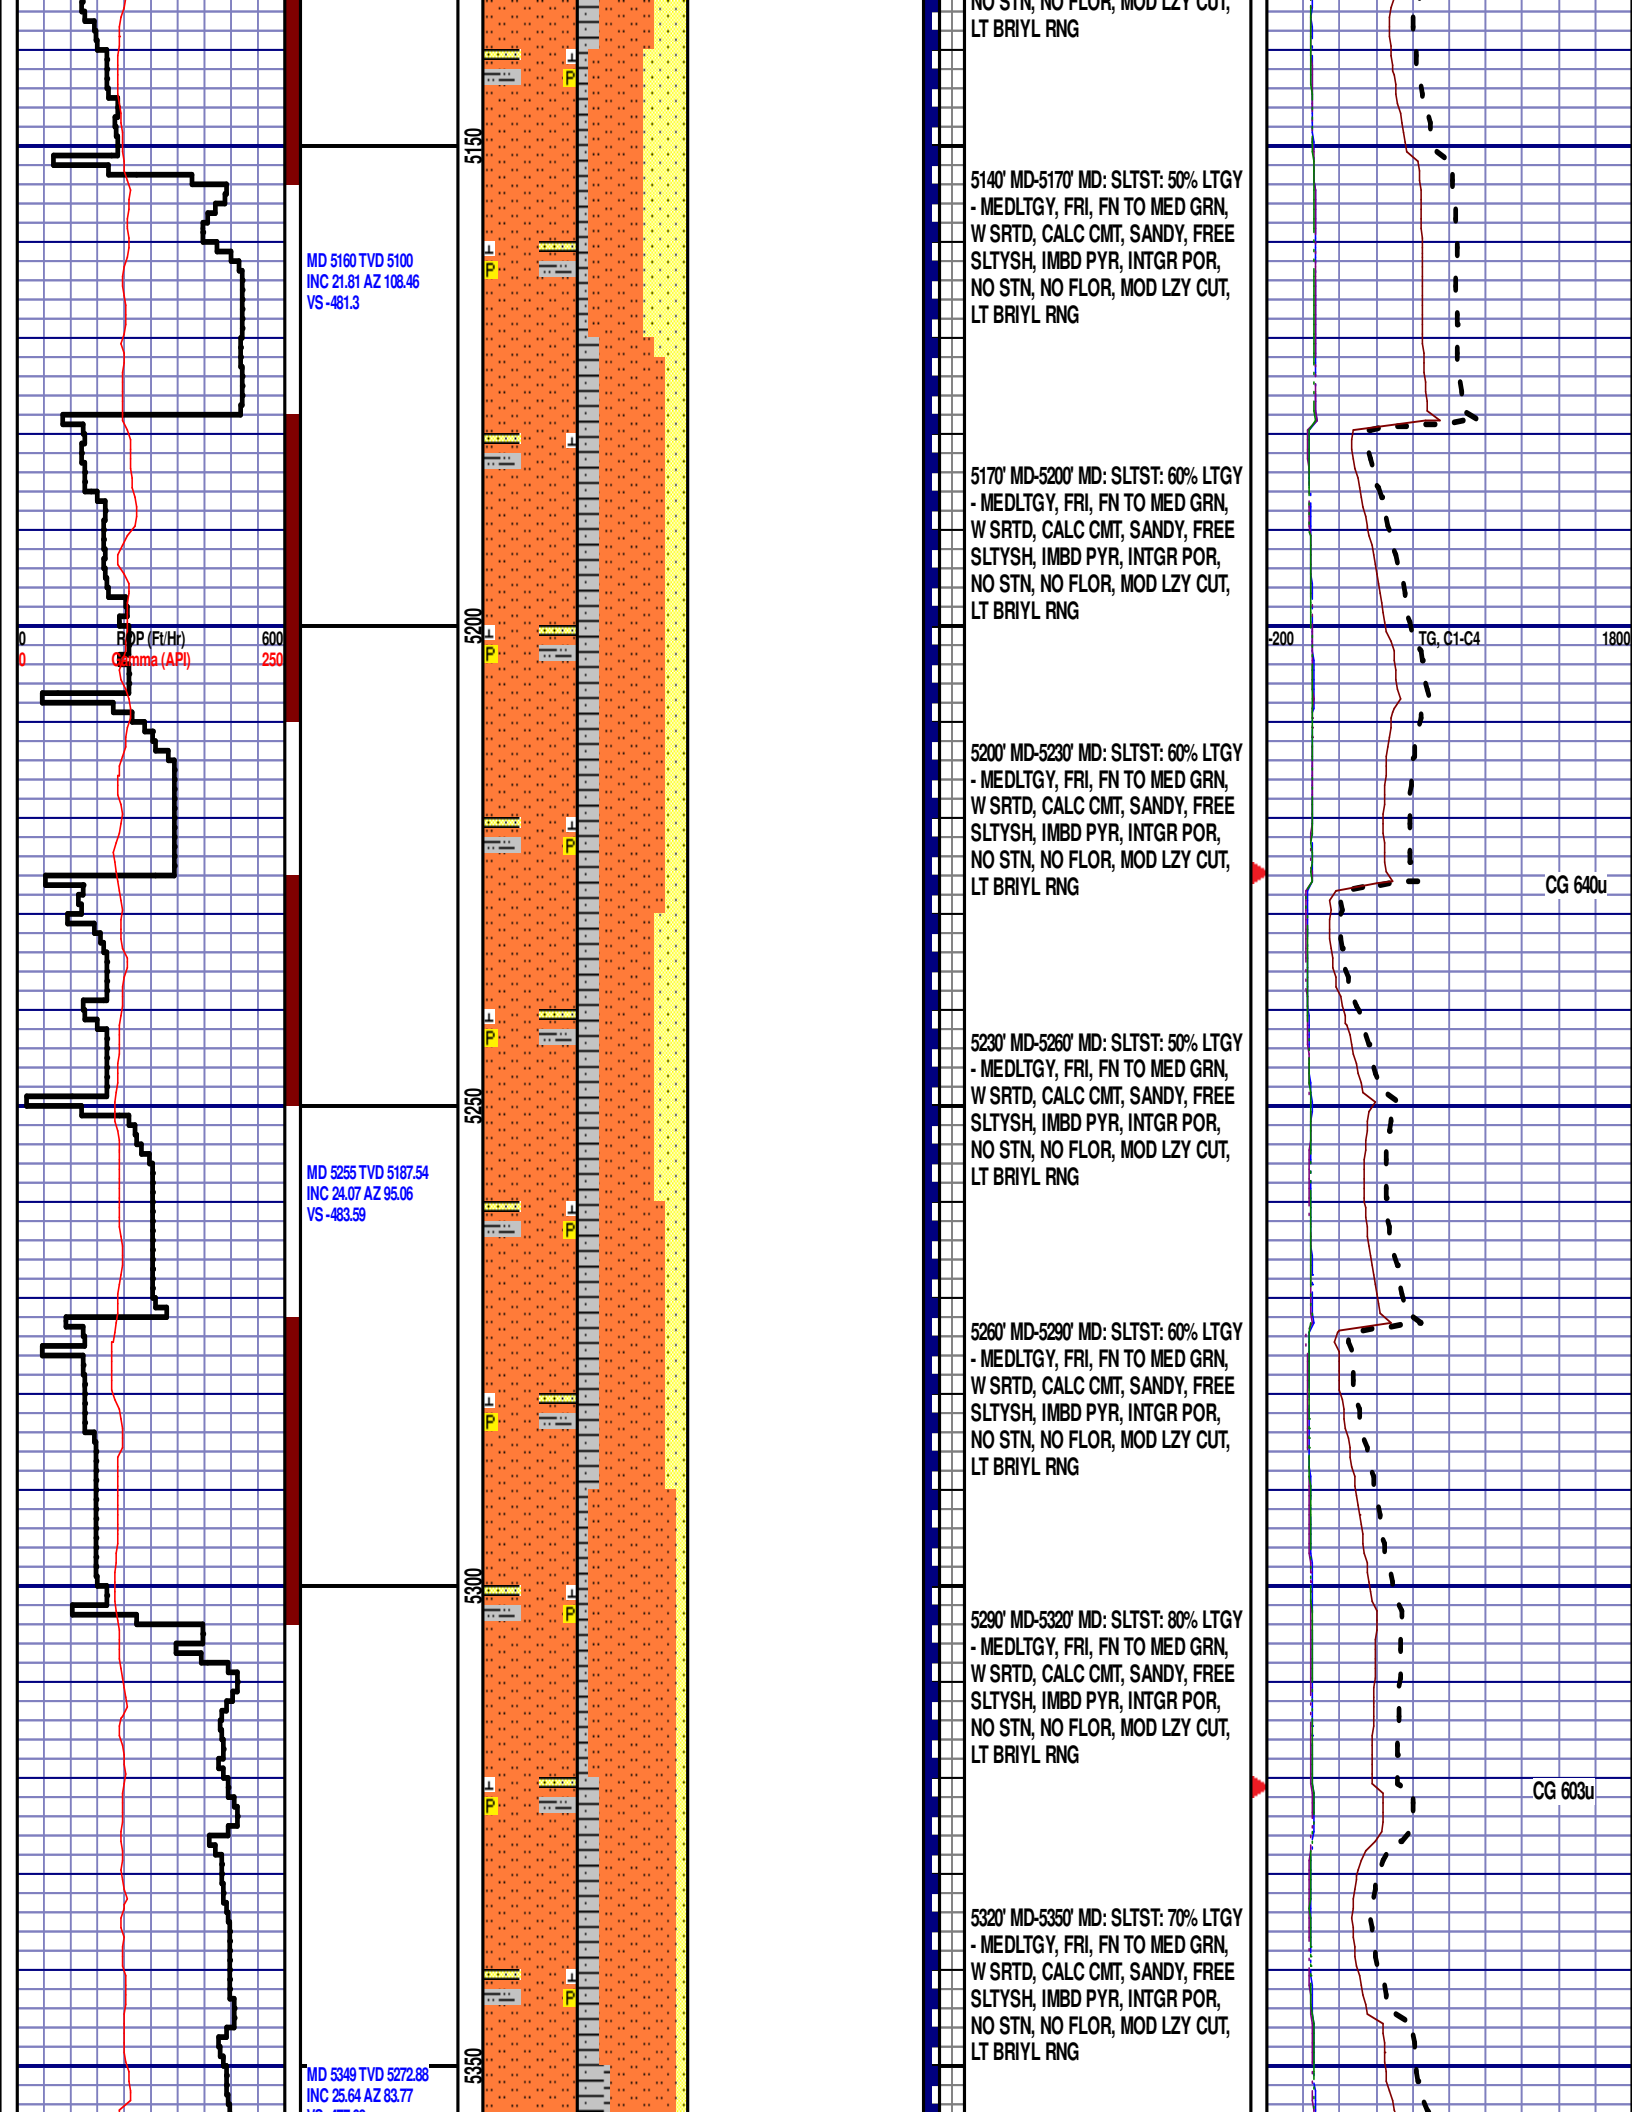 NO STN, NO FLOR, MOD LZY CUT,
LT BRIYL RNG
5150
5140' MD-5170' MD: SLTST: 50% LTGY
- MEDLTGY, FRI, FN TO MED GRN,
W SRTD, CALC CMT, SANDY, FREE
SLTYSH, IMBD PYR, INTGR POR,
NO STN, NO FLOR, MOD LZY CUT,
LT BRIYL RNG
MD 5160 TVD 5100
INC 21.81 AZ 108.46
VS -481.3
5170' MD-5200' MD: SLTST: 60% LTGY
- MEDLTGY, FRI, FN TO MED GRN,
W SRTD, CALC CMT, SANDY, FREE
SLTYSH, IMBD PYR, INTGR POR,
NO STN, NO FLOR, MOD LZY CUT,
LT BRIYL RNG
5200
0 ROP (Ft/Hr) 600
0 Gamma (API) 250
-200 TG, C1-C4 1800
5200' MD-5230' MD: SLTST: 60% LTGY
- MEDLTGY, FRI, FN TO MED GRN,
W SRTD, CALC CMT, SANDY, FREE
SLTYSH, IMBD PYR, INTGR POR,
NO STN, NO FLOR, MOD LZY CUT,
LT BRIYL RNG
CG 640u
5230' MD-5260' MD: SLTST: 50% LTGY
- MEDLTGY, FRI, FN TO MED GRN,
W SRTD, CALC CMT, SANDY, FREE
SLTYSH, IMBD PYR, INTGR POR,
NO STN, NO FLOR, MOD LZY CUT,
LT BRIYL RNG
5250
MD 5255 TVD 5187.54
INC 24.07 AZ 95.06
VS -483.59
5260' MD-5290' MD: SLTST: 60% LTGY
- MEDLTGY, FRI, FN TO MED GRN,
W SRTD, CALC CMT, SANDY, FREE
SLTYSH, IMBD PYR, INTGR POR,
NO STN, NO FLOR, MOD LZY CUT,
LT BRIYL RNG
5300
5290' MD-5320' MD: SLTST: 80% LTGY
- MEDLTGY, FRI, FN TO MED GRN,
W SRTD, CALC CMT, SANDY, FREE
SLTYSH, IMBD PYR, INTGR POR,
NO STN, NO FLOR, MOD LZY CUT,
LT BRIYL RNG
CG 603u
5320' MD-5350' MD: SLTST: 70% LTGY
- MEDLTGY, FRI, FN TO MED GRN,
W SRTD, CALC CMT, SANDY, FREE
SLTYSH, IMBD PYR, INTGR POR,
NO STN, NO FLOR, MOD LZY CUT,
LT BRIYL RNG
5350
MD 5349 TVD 5272.88
INC 25.64 AZ 83.77
P
P
P
P
P
P
P
P
P
P